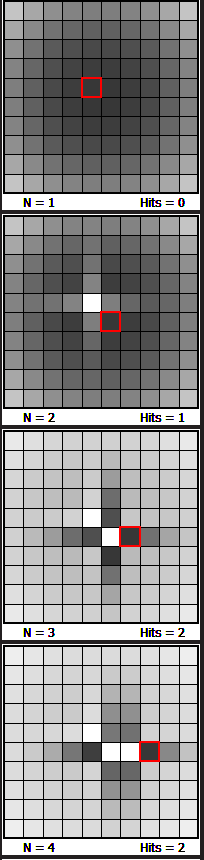 N = 1 Hits = 0
N = 2 Hits = 1
N = 3 Hits = 2
N = 4 Hits = 2